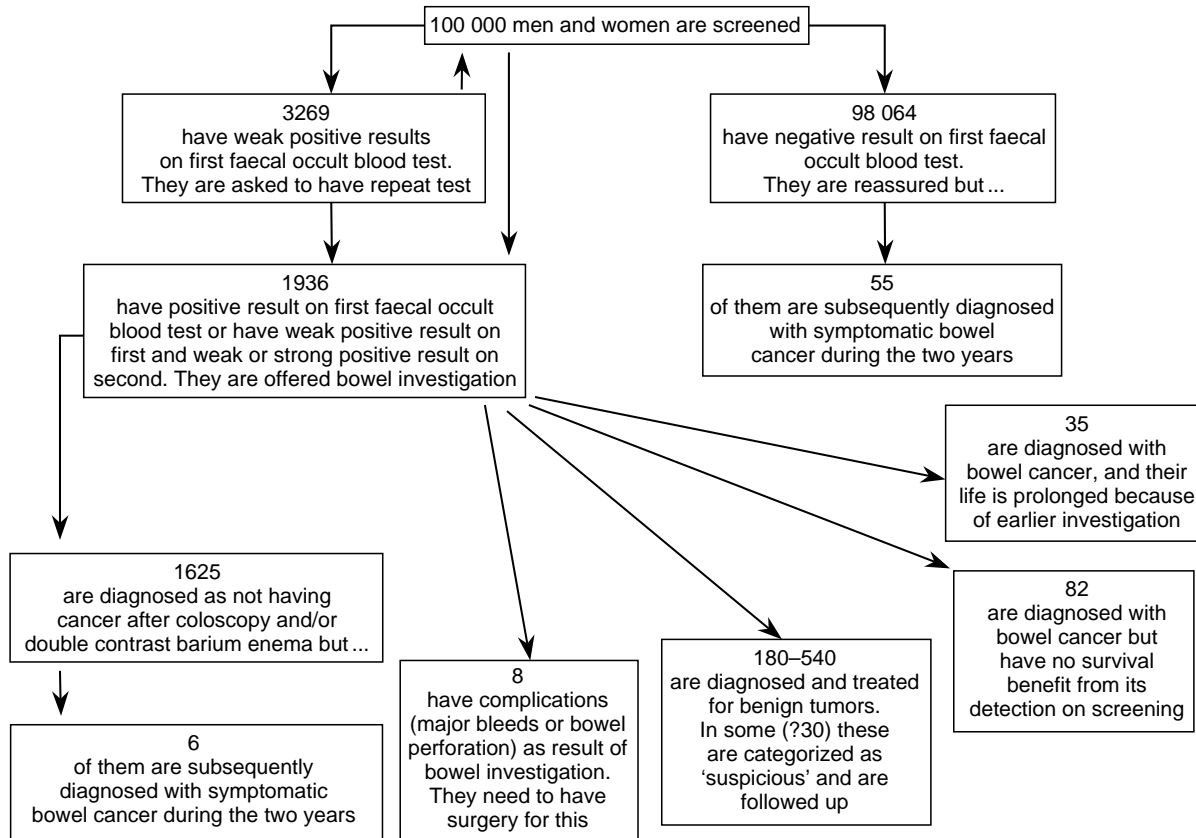 100 000 men and women are screened
3269
have weak positive results
on first faecal occult blood test.
They are asked to have repeat test
98 064
have negative result on first faecal
occult blood test.
They are reassured but ...
1936
have positive result on first faecal occult
blood test or have weak positive result on
first and weak or strong positive result on
second. They are offered bowel investigation
55
of them are subsequently diagnosed
with symptomatic bowel
cancer during the two years
35
are diagnosed with
bowel cancer, and their
life is prolonged because
of earlier investigation
1625
are diagnosed as not having
cancer after coloscopy and/or
double contrast barium enema but ...
82
are diagnosed with
bowel cancer but
have no survival
benefit from its
detection on screening
180–540
are diagnosed and treated
for benign tumors.
In some (?30) these
are categorized as
‘suspicious’ and are
followed up
8
have complications
(major bleeds or bowel
perforation) as result of
bowel investigation.
They need to have
surgery for this
6
of them are subsequently
diagnosed with symptomatic
bowel cancer during the two years